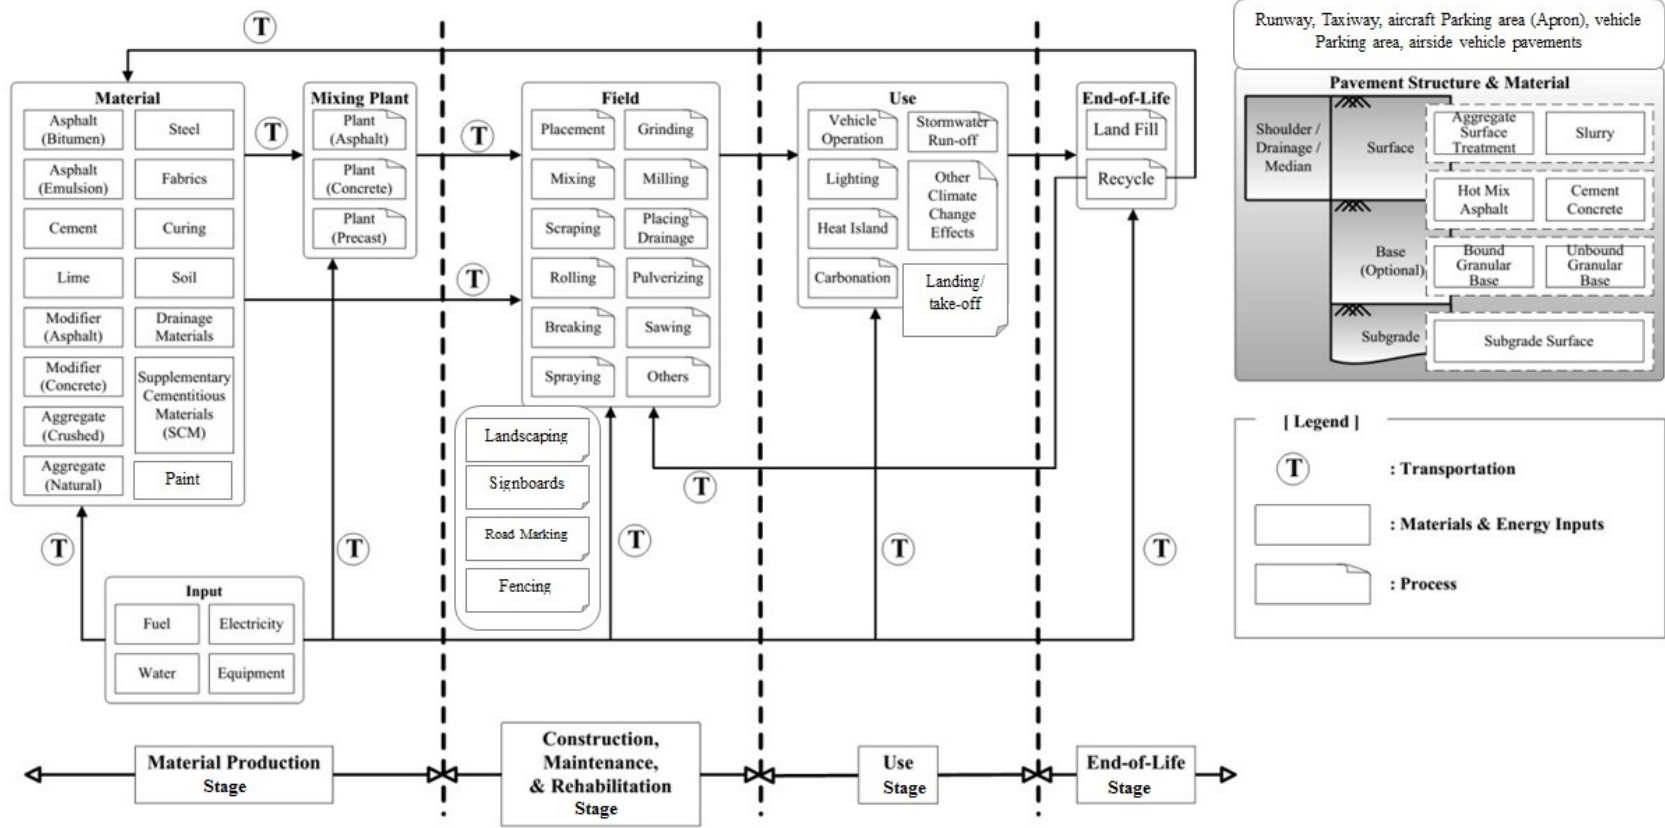 T
Material
Asphalt
(Bitumen)
Steel
Asphalt
(Emulsion)
Fabrics
Cement
Curing
Lime
Soil
Modifier
(Asphalt)
Drainage
Materials
Modifier
(Concrete)
Supplementary
Cementitious
Materials
(SCM)
Aggregate
(Crushed)
Aggregate
(Natural)
Paint
T
Mixing Plant
Plant
(Asphalt)
Plant
(Concrete)
Plant
(Precast)
T
T
Field
Placement
Grinding
Mixing
Milling
Scraping
Placing
Drainage
Rolling
Pulverizing
Breaking
Sawing
Spraying
Others
Landscaping
Signboards
Road Marking
Fencing
Use
Vehicle
Operation
Stormwater
Run-off
Lighting
Other
Climate
Change
Effects
Heat Island
Carbonation
Landing/
take-off
End-of-Life
Land Fill
Recycle
T
T
T
T
T
T
Input
Fuel
Electricity
Water
Equipment
Material Production
Stage
Construction,
Maintenance,
& Rehabilitation
Stage
Use
Stage
End-of-Life
Stage
Runway, Taxiway, aircraft Parking area (Apron), vehicle
Parking area, airside vehicle pavements
Pavement Structure & Material
Shoulder /
Drainage /
Median
Surface
Aggregate
Surface
Treatment
Slurry
Hot Mix
Asphalt
Cement
Concrete
Base
(Optional)
Bound
Granular
Base
Unbound
Granular
Base
Subgrade
Subgrade Surface
[ Legend ]
T
: Transportation
: Materials & Energy Inputs
: Process